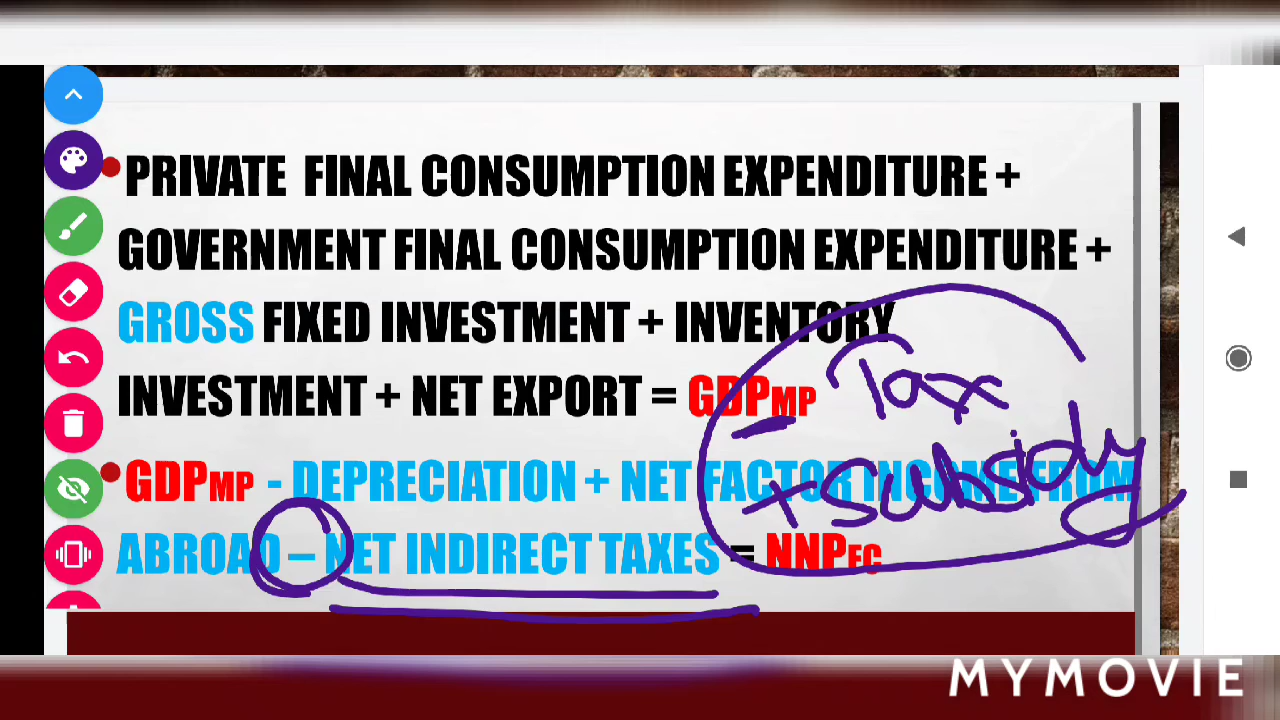 PRIVATE FINAL CONSUMPTION EXPENDITURE +
GOVERNMENT FINAL CONSUMPTION EXPENDITURE +
GROSS FIXED INVESTMENT + INVENTORY
INVESTMENT + NET EXPORT = GDPMP
- Tax
+ Subsidy
GDPMP - DEPRECIATION + NET FACTOR INCOME FROM
ABROAD – NET INDIRECT TAXES = NNPFC
MYMOVIE